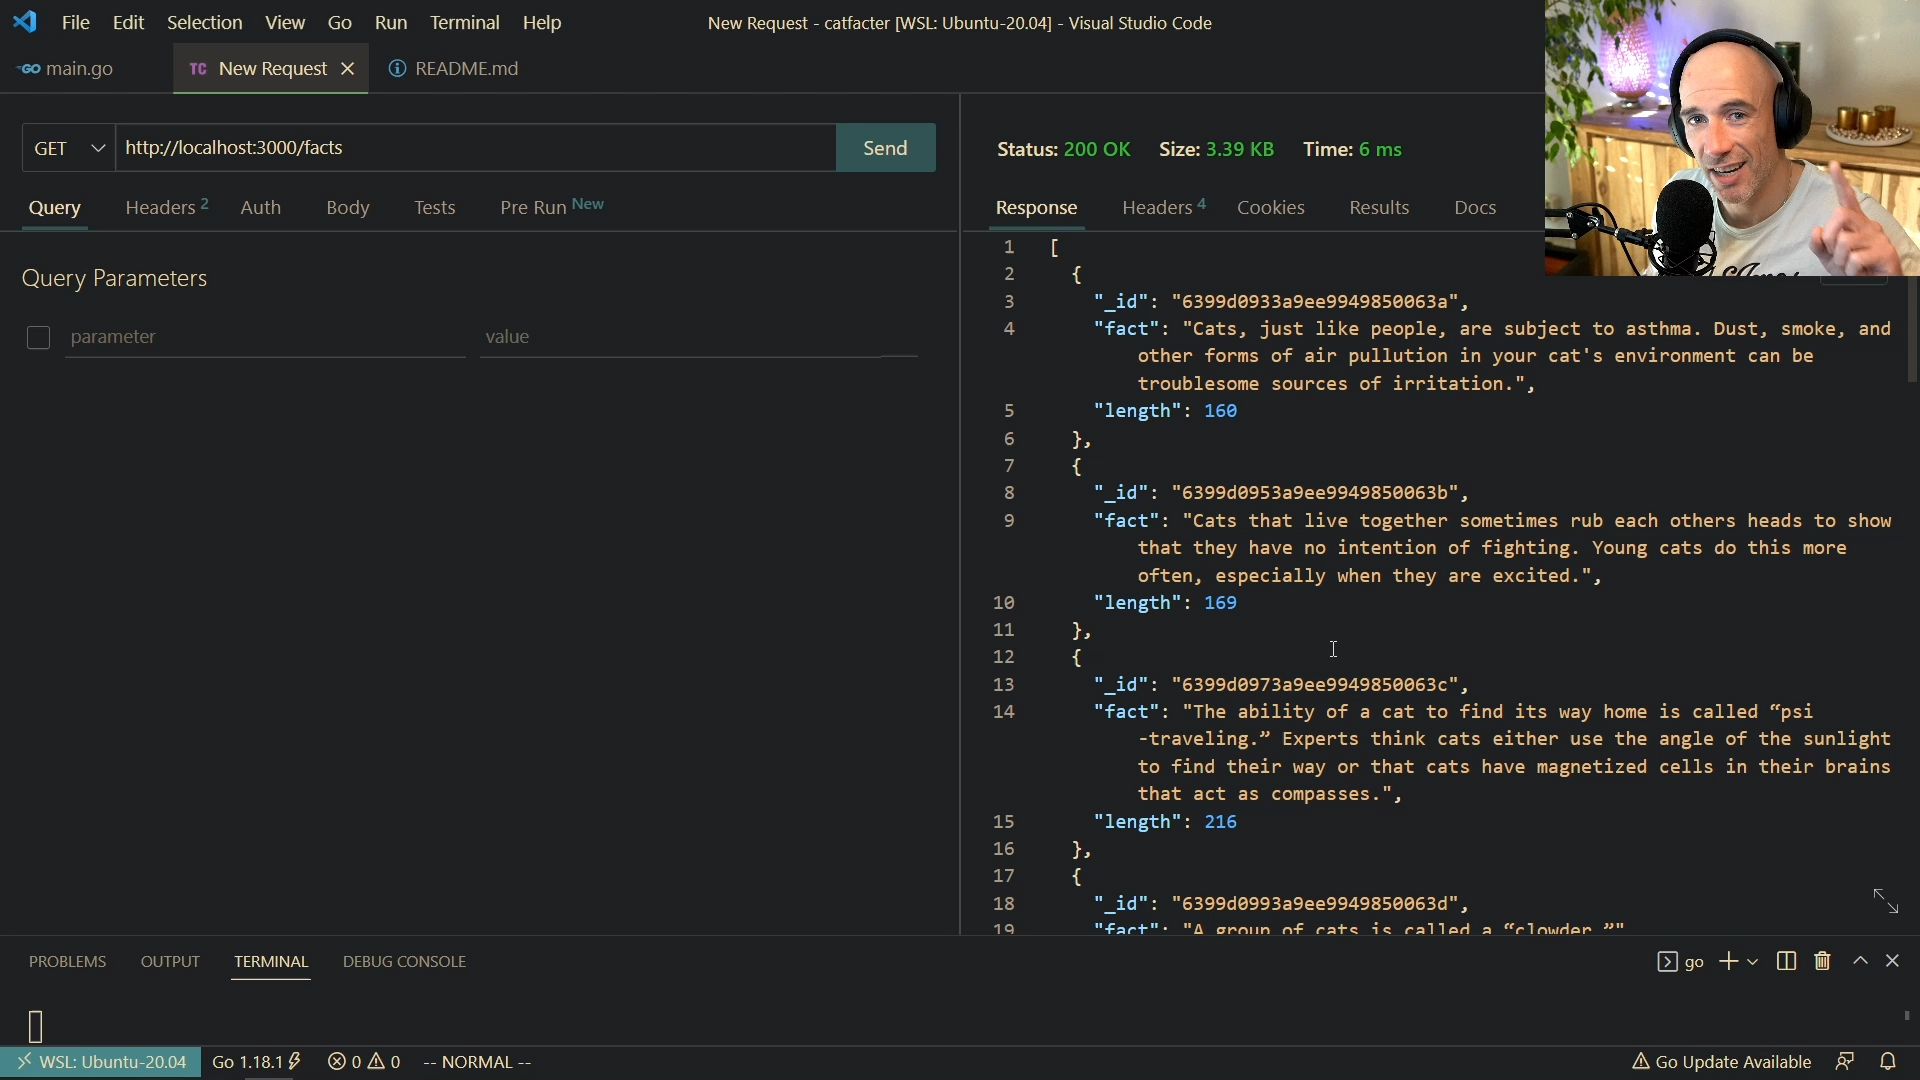 File Edit Selection View Go Run Terminal Help
New Request - catfacter [WSL: Ubuntu-20.04] - Visual Studio Code
GO main.go
TC New Request
README.md
GET http://localhost:3000/facts Send
Query Headers 2 Auth Body Tests Pre Run New
Query Parameters
parameter value
Status: 200 OK Size: 3.39 KB Time: 6 ms
Response Headers 4 Cookies Results Docs
1 [
2 {
3 "_id": "6399d0933a9ee9949850063a",
4 "fact": "Cats, just like people, are subject to asthma. Dust, smoke, and
other forms of air pullution in your cat's environment can be
troublesome sources of irritation.",
5 "length": 160
6 },
7 {
8 "_id": "6399d0953a9ee9949850063b",
9 "fact": "Cats that live together sometimes rub each others heads to show
that they have no intention of fighting. Young cats do this more
often, especially when they are excited.",
10 "length": 169
11 },
12 {
13 "_id": "6399d0973a9ee9949850063c",
14 "fact": "The ability of a cat to find its way home is called “psi
-traveling.” Experts think cats either use the angle of the sunlight
to find their way or that cats have magnetized cells in their brains
that act as compasses.",
15 "length": 216
16 },
17 {
18 "_id": "6399d0993a9ee9949850063d",
19 "fact": "A group of cats is called a “clowder.”"
PROBLEMS OUTPUT TERMINAL DEBUG CONSOLE
go
WSL: Ubuntu-20.04 Go 1.18.1 0 0 -- NORMAL --
Go Update Available